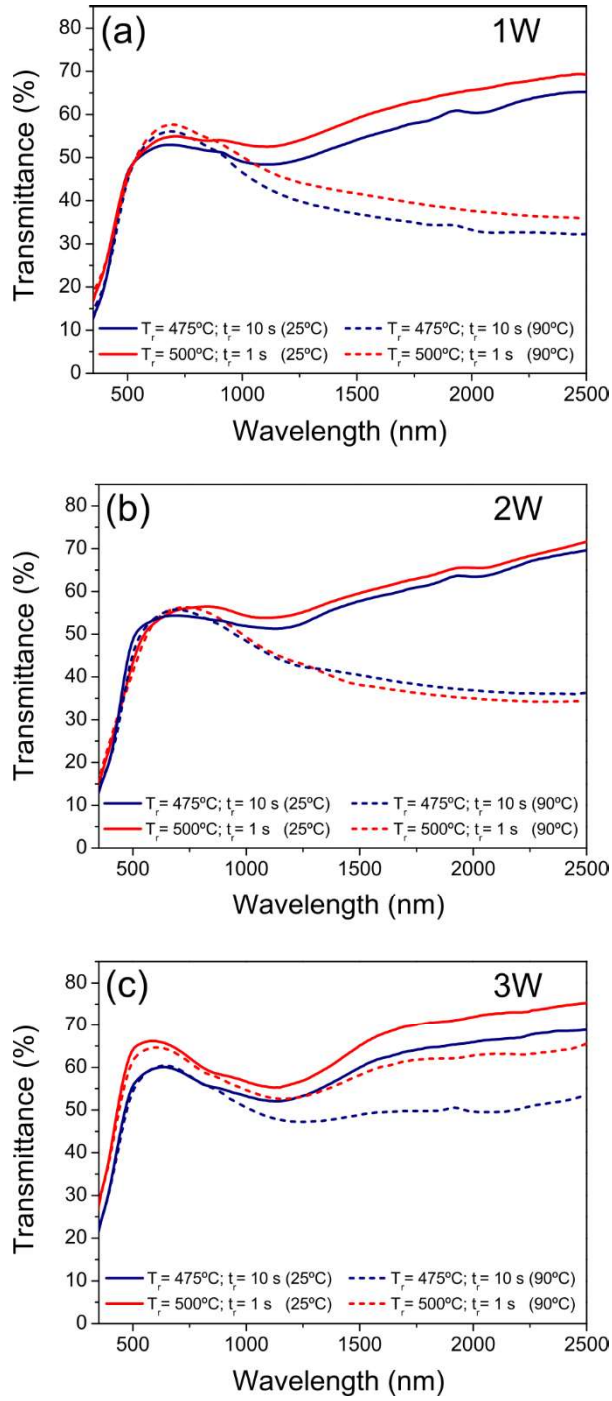 (a)
1W
Transmittance (%)
80
70
60
50
40
30
20
10
0
T_r= 475ºC; t_r= 10 s (25ºC)
T_r= 475ºC; t_r= 10 s (90ºC)
T_r= 500ºC; t_r= 1 s (25ºC)
T_r= 500ºC; t_r= 1 s (90ºC)
500 1000 1500 2000 2500
Wavelength (nm)
(b)
2W
Transmittance (%)
80
70
60
50
40
30
20
10
0
T_r= 475ºC; t_r= 10 s (25ºC)
T_r= 475ºC; t_r= 10 s (90ºC)
T_r= 500ºC; t_r= 1 s (25ºC)
T_r= 500ºC; t_r= 1 s (90ºC)
500 1000 1500 2000 2500
Wavelength (nm)
(c)
3W
Transmittance (%)
80
70
60
50
40
30
20
10
0
T_r= 475ºC; t_r= 10 s (25ºC)
T_r= 475ºC; t_r= 10 s (90ºC)
T_r= 500ºC; t_r= 1 s (25ºC)
T_r= 500ºC; t_r= 1 s (90ºC)
500 1000 1500 2000 2500
Wavelength (nm)